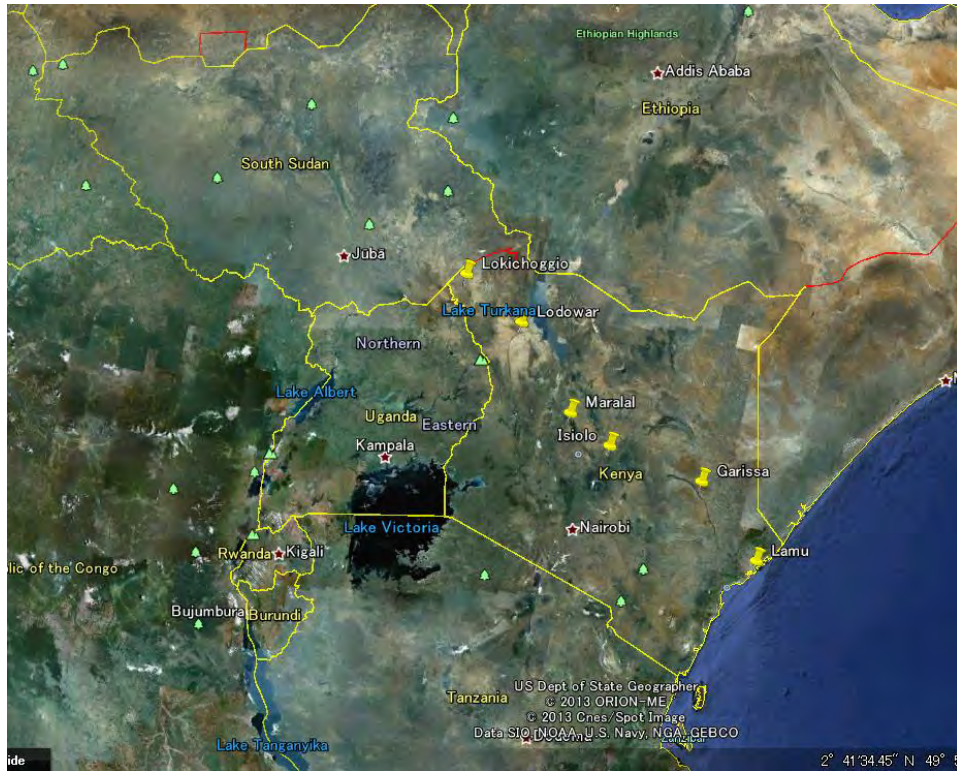 Ethiopian Highlands
Addis Ababa
Ethiopia
South Sudan
Juba
Lokichoggio
Lake Turkana
Lodowar
Northern
Lake Albert
Maralal
Uganda
Eastern
Isiolo
Kampala
Kenya
Garissa
Lake Victoria
Nairobi
Rwanda
Kigali
Lamu
lic of the Congo
Bujumbura
Burundi
Tanzania
US Dept of State Geographer
© 2013 ORION-ME
© 2013 Cnes/Spot Image
Data SIO, NOAA, U.S. Navy, NGA, GEBCO
Dodoma
Zanzibar
Lake Tanganyika
ide
2° 41'34.45" N 49°